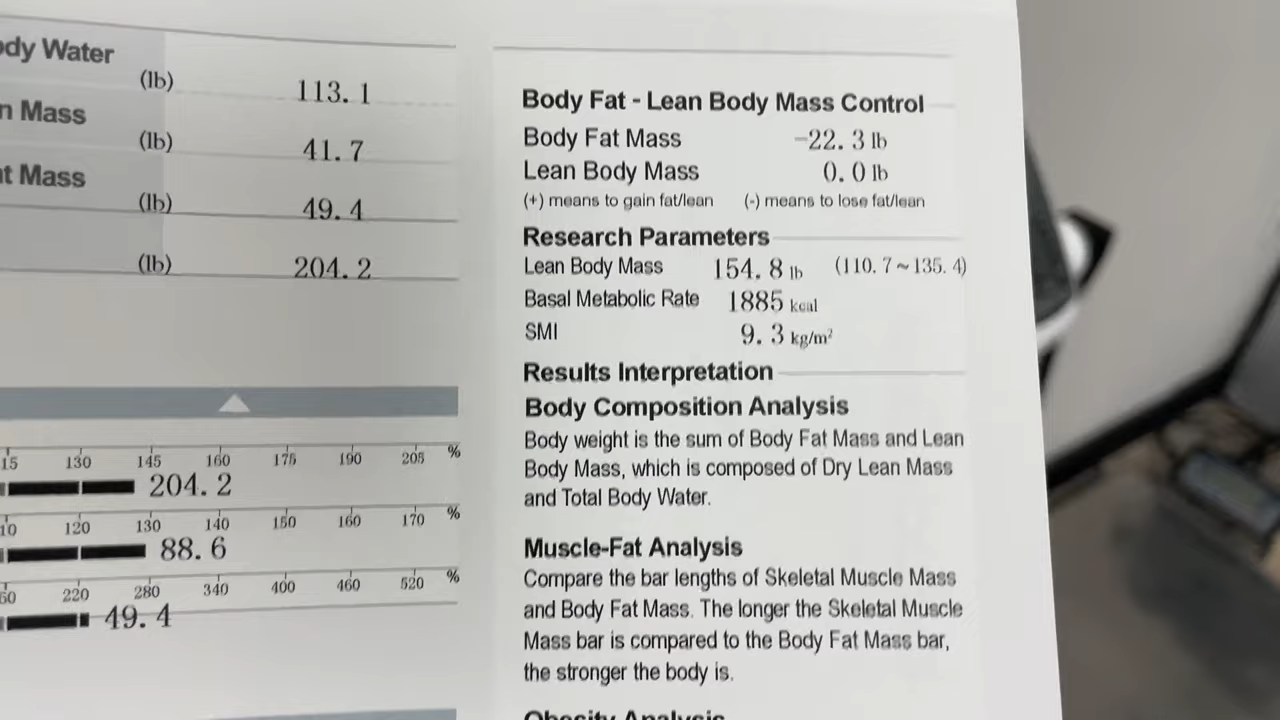 Water
(lb) 113.1
Mass
(lb) 41.7
Mass
(lb) 49.4
(lb) 204.2
130 145 160 175 190 205 %
204.2
120 130 140 150 160 170 %
88.6
220 280 340 400 460 520 %
49.4
Body Fat - Lean Body Mass Control
Body Fat Mass -22.3 lb
Lean Body Mass 0.0 lb
(+) means to gain fat/lean (-) means to lose fat/lean
Research Parameters
Lean Body Mass 154.8 lb (110.7~135.4)
Basal Metabolic Rate 1885 kcal
SMI 9.3 kg/m²
Results Interpretation
Body Composition Analysis
Body weight is the sum of Body Fat Mass and Lean
Body Mass, which is composed of Dry Lean Mass
and Total Body Water.
Muscle-Fat Analysis
Compare the bar lengths of Skeletal Muscle Mass
and Body Fat Mass. The longer the Skeletal Muscle
Mass bar is compared to the Body Fat Mass bar,
the stronger the body is.
Obesity Analysis